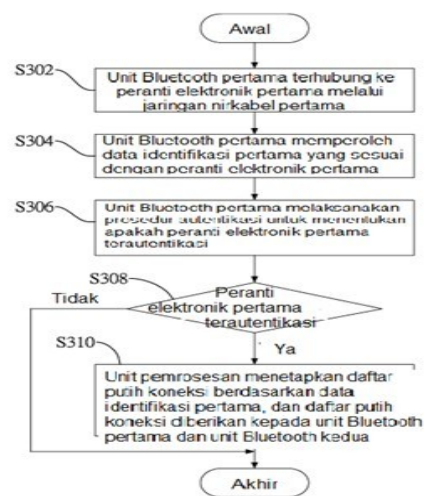 Awal
S302
Unit Bluetooth pertama terhubung ke
peranti elektronik pertama melalui
jaringan nirkabel pertama
S304
Unit Bluetooth pertama memperoleh
data identifikasi pertama yang sesuai
dengan peranti elektronik pertama
S306
Unit Bluetooth pertama melaksanakan
prosedur autentikasi untuk menentukan
apakah peranti elektronik pertama
terautentikasi
S308
Tidak
Peranti
elektronik pertama
terautentikasi
Ya
S310
Unit pemrosesan menetapkan daftar
putih koneksi berdasarkan data
identifikasi pertama, dan daftar putih
koneksi diberikan kepada unit Bluetooth
pertama dan unit Bluetooth kedua
Akhir